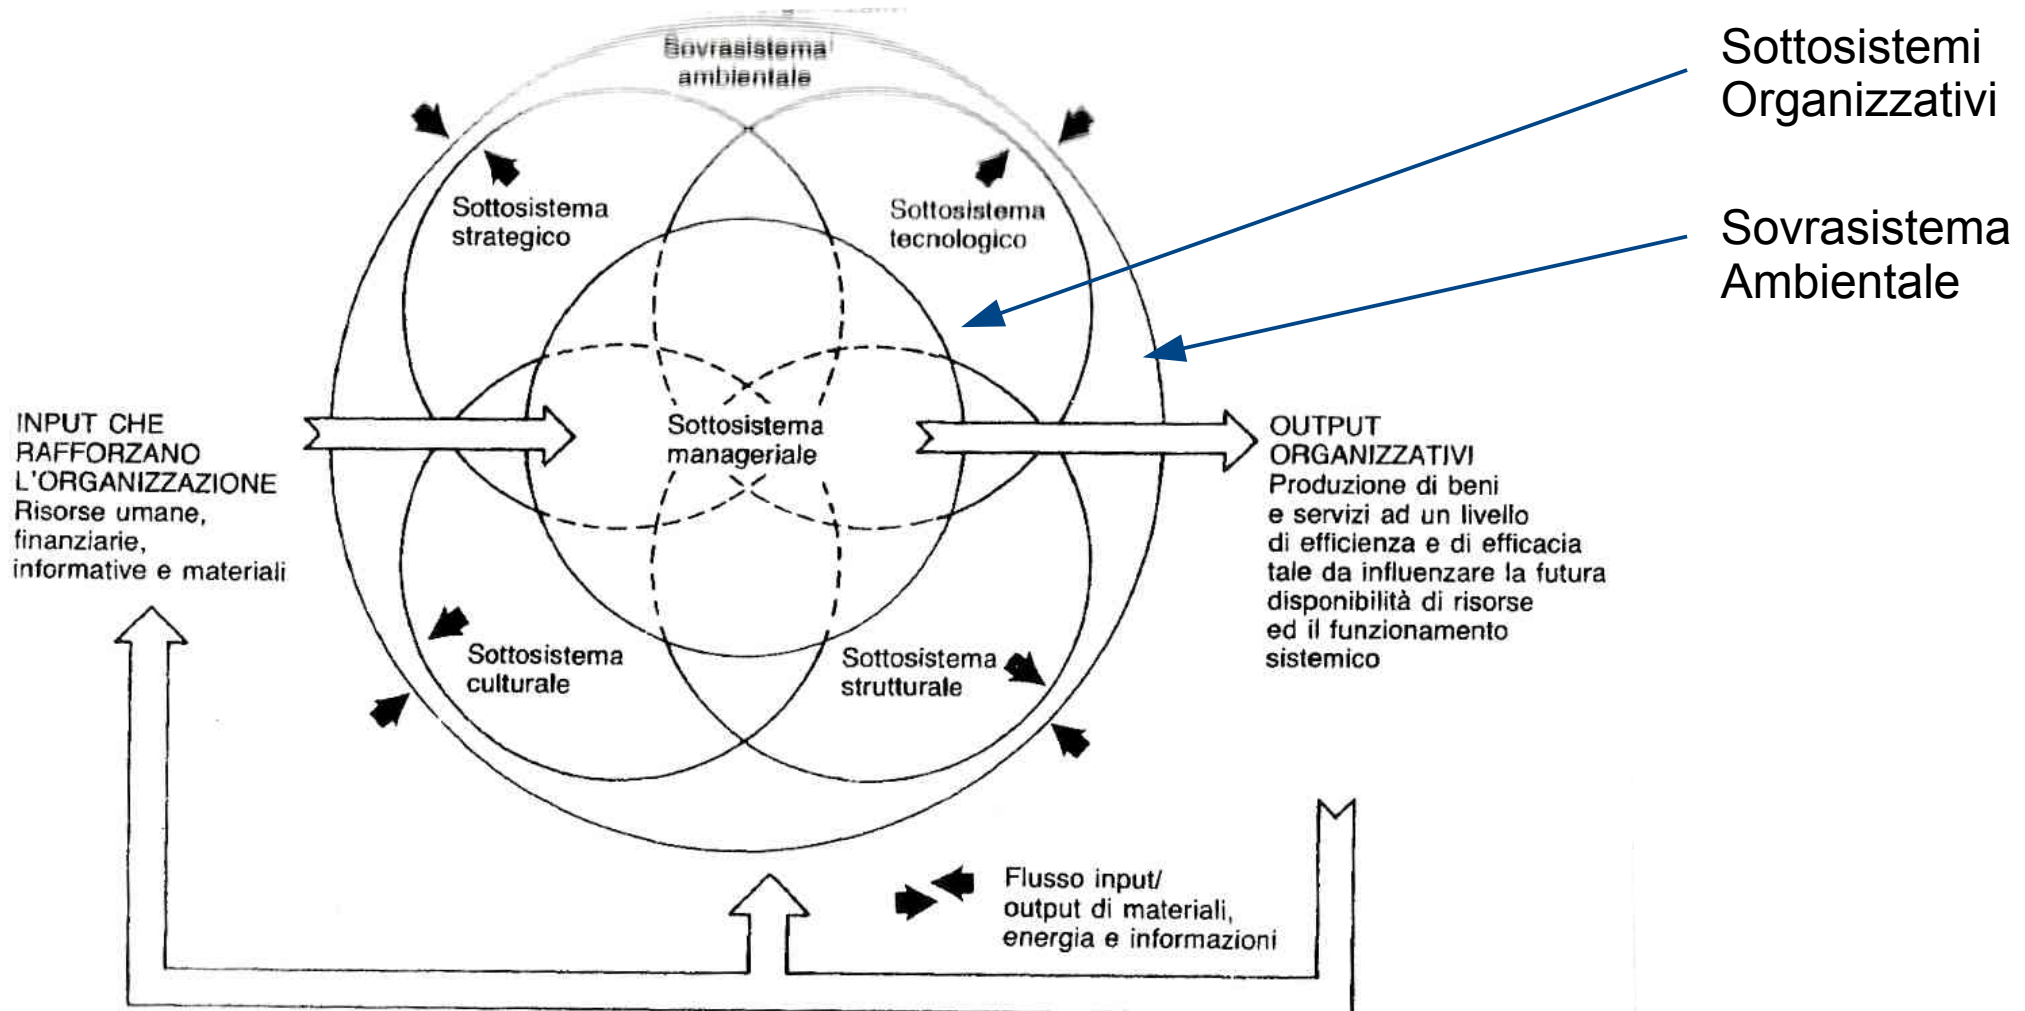 Sovrasistema
ambientale
Sottosistemi
Organizzativi
Sottosistema
strategico
Sottosistema
tecnologico
Sovrasistema
Ambientale
INPUT CHE
RAFFORZANO
L'ORGANIZZAZIONE
Risorse umane,
finanziarie,
informative e materiali
Sottosistema
manageriale
OUTPUT
ORGANIZZATIVI
Produzione di beni
e servizi ad un livello
di efficienza e di efficacia
tale da influenzare la futura
disponibilità di risorse
ed il funzionamento
sistemico
Sottosistema
culturale
Sottosistema
strutturale
Flusso input/
output di materiali,
energia e informazioni